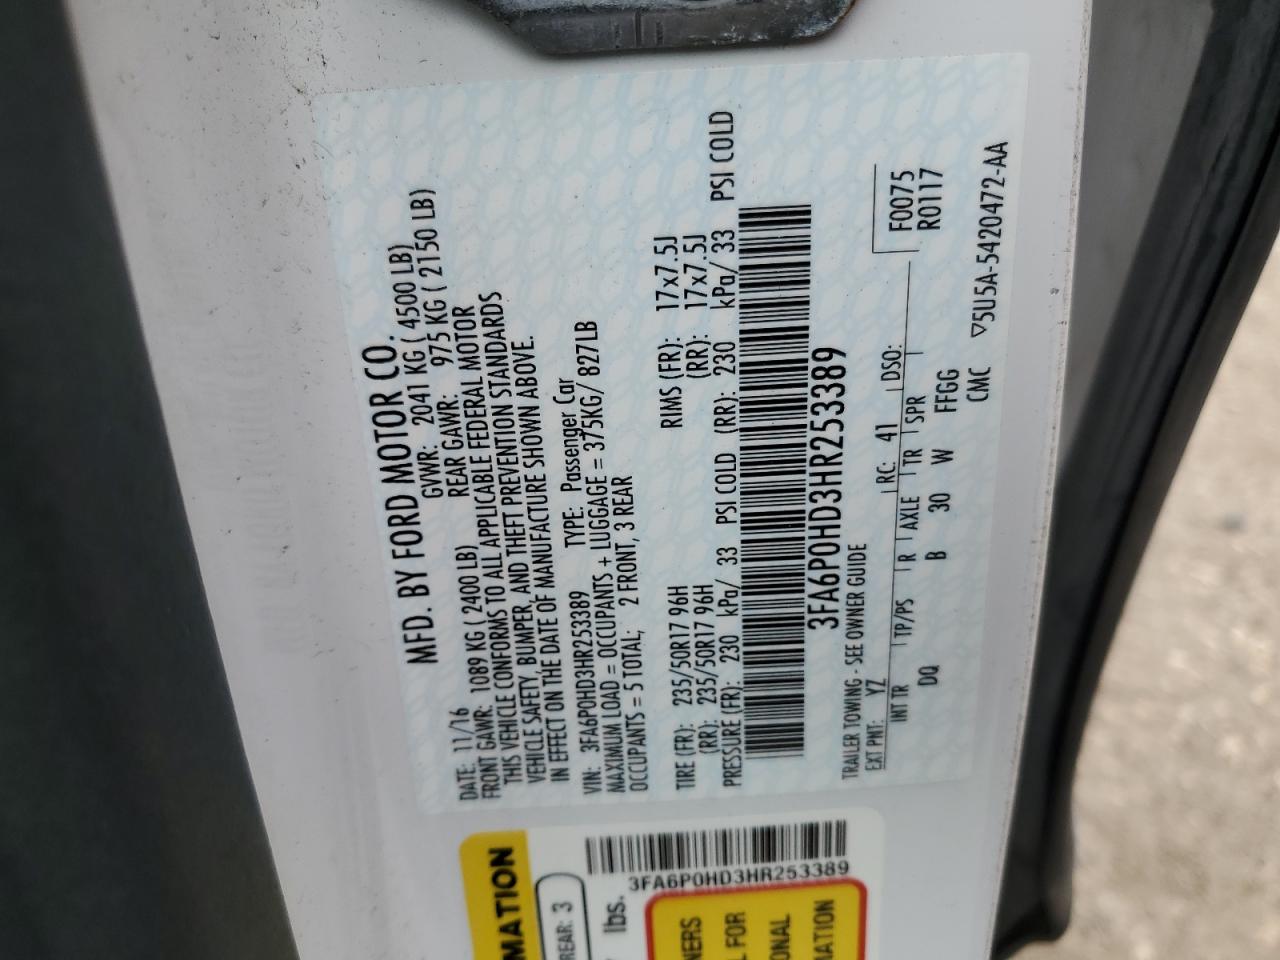 MFD. BY FORD MOTOR CO.
DATE: 11/16 GVWR: 2041 KG ( 4500 LB)
FRONT GAWR: 1089 KG ( 2400 LB) REAR GAWR: 975 KG ( 2150 LB)
THIS VEHICLE CONFORMS TO ALL APPLICABLE FEDERAL MOTOR
VEHICLE SAFETY, BUMPER, AND THEFT PREVENTION STANDARDS
IN EFFECT ON THE DATE OF MANUFACTURE SHOWN ABOVE.
VIN: 3FA6P0HD3HR253389 TYPE: Passenger Car
MAXIMUM LOAD = OCCUPANTS + LUGGAGE = 375KG/ 827LB
OCCUPANTS = 5 TOTAL, 2 FRONT, 3 REAR
TIRE (FR): 235/50R17 96H RIMS (FR): 17x7.5J
(RR): 235/50R17 96H (RR): 17x7.5J
PRESSURE (FR): 230 kPa/ 33 PSI COLD (RR): 230 kPa/ 33 PSI COLD
3FA6P0HD3HR253389
TRAILER TOWING - SEE OWNER GUIDE
EXT PNT: YZ RC: 41 DSO: F0075
INT TR TP/PS R AXLE TR SPR R0117
DQ B 30 W FFGG
CMC ▽5U5A-5420472-AA
MATION
REAR: 3
lbs.
3FA6P0HD3HR253389
NERS
L FOR
ONAL
MATION